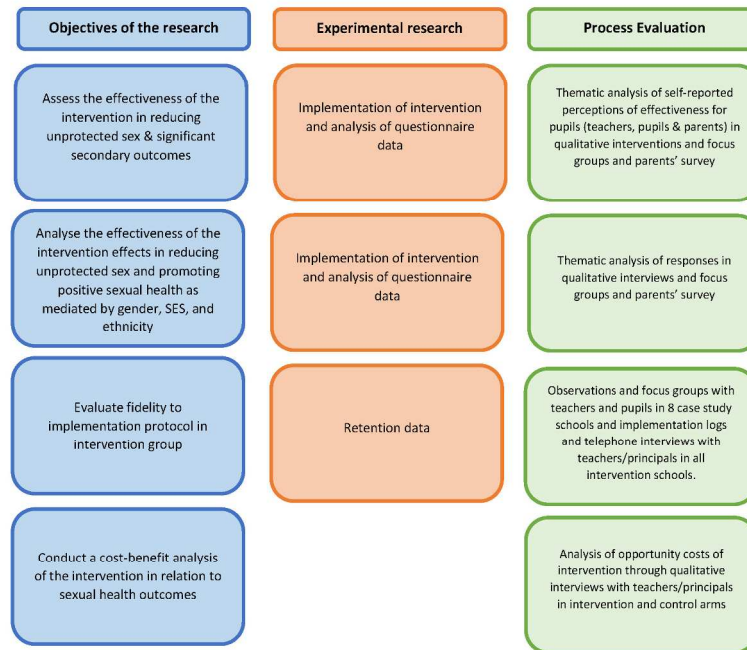 Objectives of the research
Experimental research
Process Evaluation
Assess the effectiveness of the
intervention in reducing
unprotected sex & significant
secondary outcomes
Implementation of intervention
and analysis of questionnaire
data
Thematic analysis of self-reported
perceptions of effectiveness for
pupils (teachers, pupils & parents) in
qualitative interventions and focus
groups and parents’ survey
Analyse the effectiveness of the
intervention effects in reducing
unprotected sex and promoting
positive sexual health as
mediated by gender, SES, and
ethnicity
Implementation of intervention
and analysis of questionnaire
data
Thematic analysis of responses in
qualitative interviews and focus
groups and parents’ survey
Evaluate fidelity to
implementation protocol in
intervention group
Retention data
Observations and focus groups with
teachers and pupils in 8 case study
schools and implementation logs
and telephone interviews with
teachers/principals in all
intervention schools.
Conduct a cost-benefit analysis
of the intervention in relation to
sexual health outcomes
Analysis of opportunity costs of
intervention through qualitative
interviews with teachers/principals
in intervention and control arms